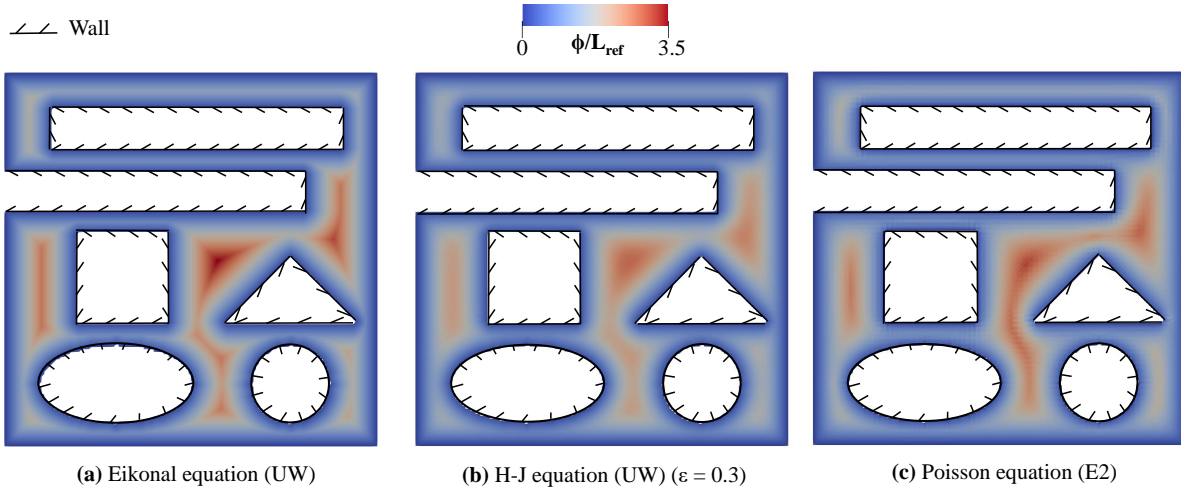 Wall
0 ϕ/L_ref 3.5
(a) Eikonal equation (UW)
(b) H-J equation (UW) (ε = 0.3)
(c) Poisson equation (E2)